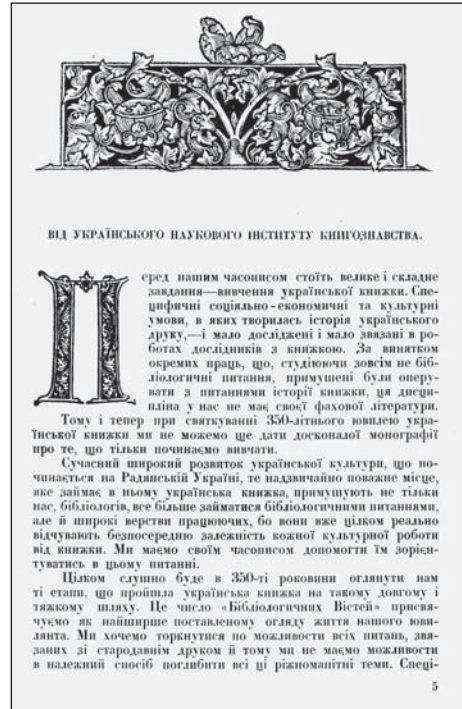 ВІД УКРАЇНСЬКОГО НАУКОВОГО ІНСТИТУТУ КНИГОЗНАВСТВА.
Перед нашим часописом стоїть велике і складне
завдання—вивчення української книжки. Спе-
цифичні соціяльно-економичні та культурні
умови, в яких творилась історія українського
друку,—і мало досліджені і мало звязані в ро-
ботах дослідників з книжкою. За винятком
окремих праць, що, студіюючи зовсім не біб-
ліологичні питання, примушені були оперу-
вати з питаннями історії книжки, ця дисци-
пліна у нас не має своєї фахової літератури.
Тому і тепер при святкуванні 350-літнього ювилею укра-
їнської книжки ми не можемо ще дати досконалої монографії
про те, що тільки починаємо вивчати.
Сучасний широкий розвиток української культури, що по-
чинається на Радянській Україні, те надзвичайно поважне місце,
яке займає в ньому українська книжка, примушують не тільки
нас, бібліологів, все більше займатися бібліологичними питаннями,
але й широкі верстви працюючих, бо вони вже цілком реально
відчувають безпосередню залежність кожної культурної роботи
від книжки. Ми маємо своїм часописом допомогти їм зорієн-
туватись в цьому питанні.
Цілком слушно буде в 350-ті роковини оглянути нам
ті етапи, що пройшла українська книжка на такому довгому і
тяжкому шляху. Це число «Бібліологичних Вістей» присвя-
чуємо як найширше поставленому огляду життя нашого юви-
лянта. Ми хочемо торкнутися по можливости всіх питань, звя-
заних зі стародавнім друком й тому ми не маємо можливости
в належний спосіб поглибити всі ці ріжноманітні теми. Спеці-
5